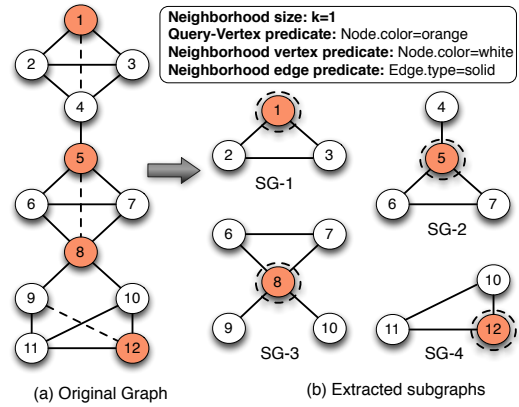 Neighborhood size: k=1
Query-Vertex predicate: Node.color=orange
Neighborhood vertex predicate: Node.color=white
Neighborhood edge predicate: Edge.type=solid
1
2 3
4
5
6 7
8
9 10
11 12
(a) Original Graph
1
2 3
SG-1
4
5
6 7
SG-2
6 7
8
9 10
SG-3
10
11 12
SG-4
(b) Extracted subgraphs